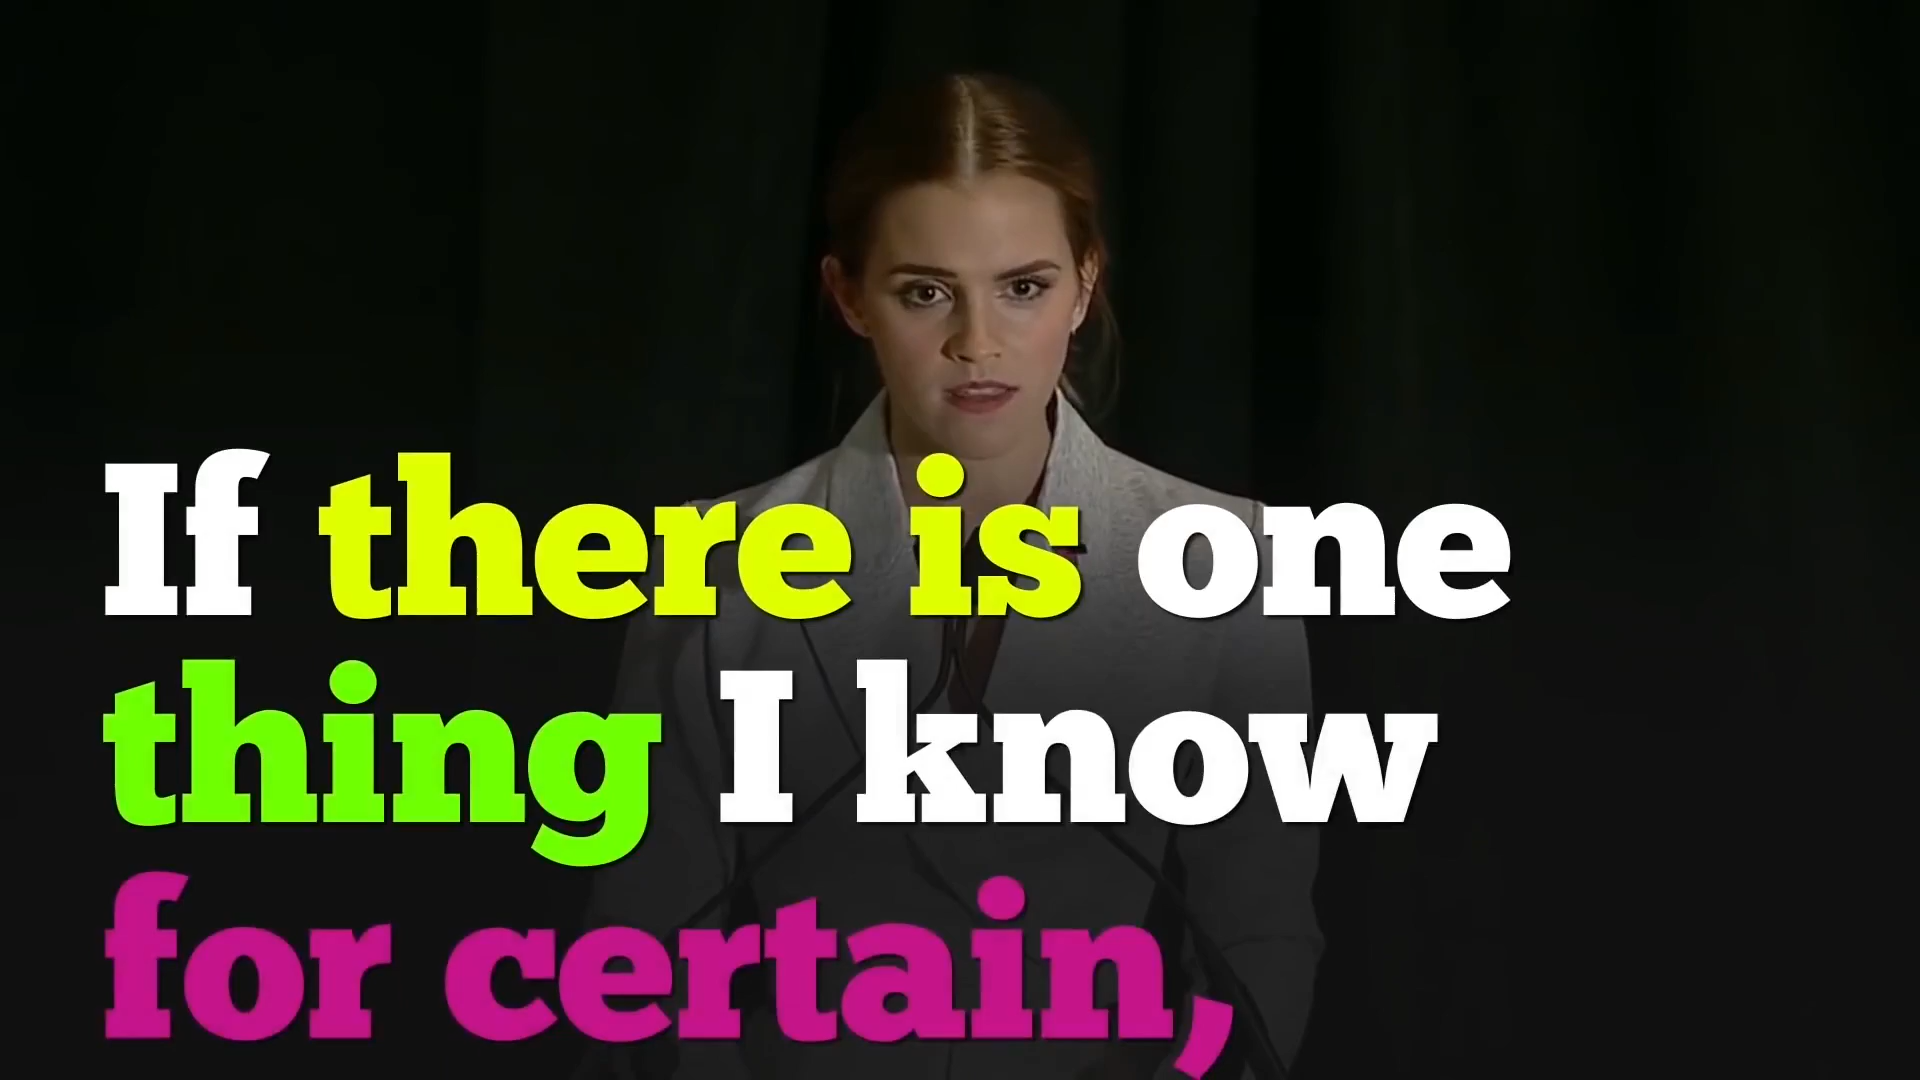 If there is one
thing I know
for certain,